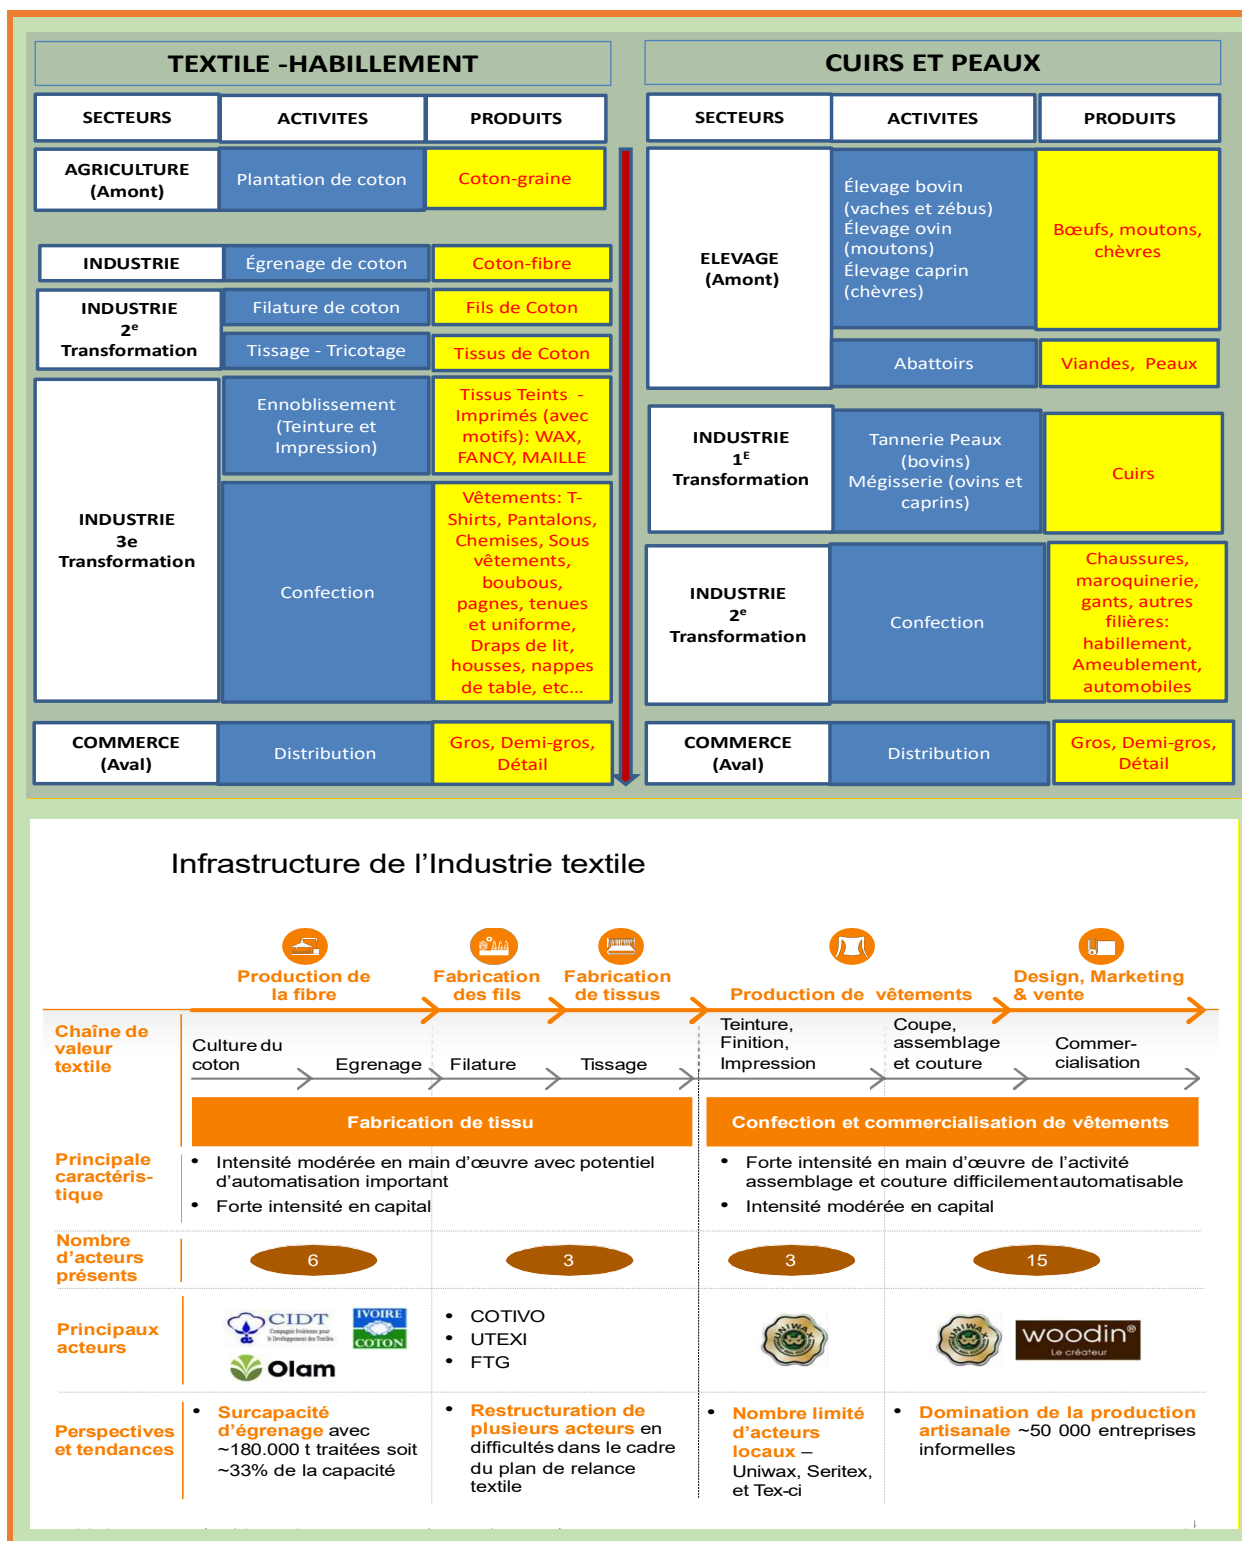 TEXTILE -HABILLEMENT
SECTEURS
ACTIVITES
PRODUITS
AGRICULTURE
(Amont)
Plantation de coton
Coton-graine
INDUSTRIE
Égrenage de coton
Coton-fibre
INDUSTRIE
2e
Transformation
Filature de coton
Fils de Coton
Tissage - Tricotage
Tissus de Coton
INDUSTRIE
3e
Transformation
Ennoblissement
(Teinture et
Impression)
Tissus Teints -
Imprimés (avec
motifs): WAX,
FANCY, MAILLE
Confection
Vêtements: T-
Shirts, Pantalons,
Chemises, Sous
vêtements,
boubous,
pagnes, tenues
et uniforme,
Draps de lit,
housses, nappes
de table, etc...
COMMERCE
(Aval)
Distribution
Gros, Demi-gros,
Détail
CUIRS ET PEAUX
SECTEURS
ACTIVITES
PRODUITS
ELEVAGE
(Amont)
Élevage bovin
(vaches et zébus)
Élevage ovin
(moutons)
Élevage caprin
(chèvres)
Bœufs, moutons,
chèvres
Abattoirs
Viandes, Peaux
INDUSTRIE
1E
Transformation
Tannerie Peaux
(bovins)
Mégisserie (ovins et
caprins)
Cuirs
INDUSTRIE
2e
Transformation
Confection
Chaussures,
maroquinerie,
gants, autres
filières:
habillement,
Ameublement,
automobiles
COMMERCE
(Aval)
Distribution
Gros, Demi-gros,
Détail
Infrastructure de l'Industrie textile
Production de
la fibre
Fabrication
des fils
Fabrication
de tissus
Production de vêtements
Design, Marketing
& vente
Chaîne de
valeur
textile
Culture du
coton
Egrenage
Filature
Tissage
Teinture,
Finition,
Impression
Coupe,
assemblage
et couture
Commer-
cialisation
Fabrication de tissu
Confection et commercialisation de vêtements
Principale
caractéris-
tique
• Intensité modérée en main d'œuvre avec potentiel
d'automatisation important
• Forte intensité en capital
• Forte intensité en main d'œuvre de l'activité
assemblage et couture difficilement automatisable
• Intensité modérée en capital
Nombre
d'acteurs
présents
6
3
3
15
Principaux
acteurs
CIDT
Compagnie Ivoirienne pour
le Développement des Textiles
IVOIRE
COTON
Olam
• COTIVO
• UTEXI
• FTG
UNIWAX
UNIWAX
woodin®
Le créateur
Perspectives
et tendances
• Surcapacité
d'égrenage avec
~180.000 t traitées soit
~33% de la capacité
• Restructuration de
plusieurs acteurs en
difficultés dans le cadre
du plan de relance
textile
• Nombre limité
d'acteurs
locaux –
Uniwax, Seritex,
et Tex-ci
• Domination de la production
artisanale ~50 000 entreprises
informelles